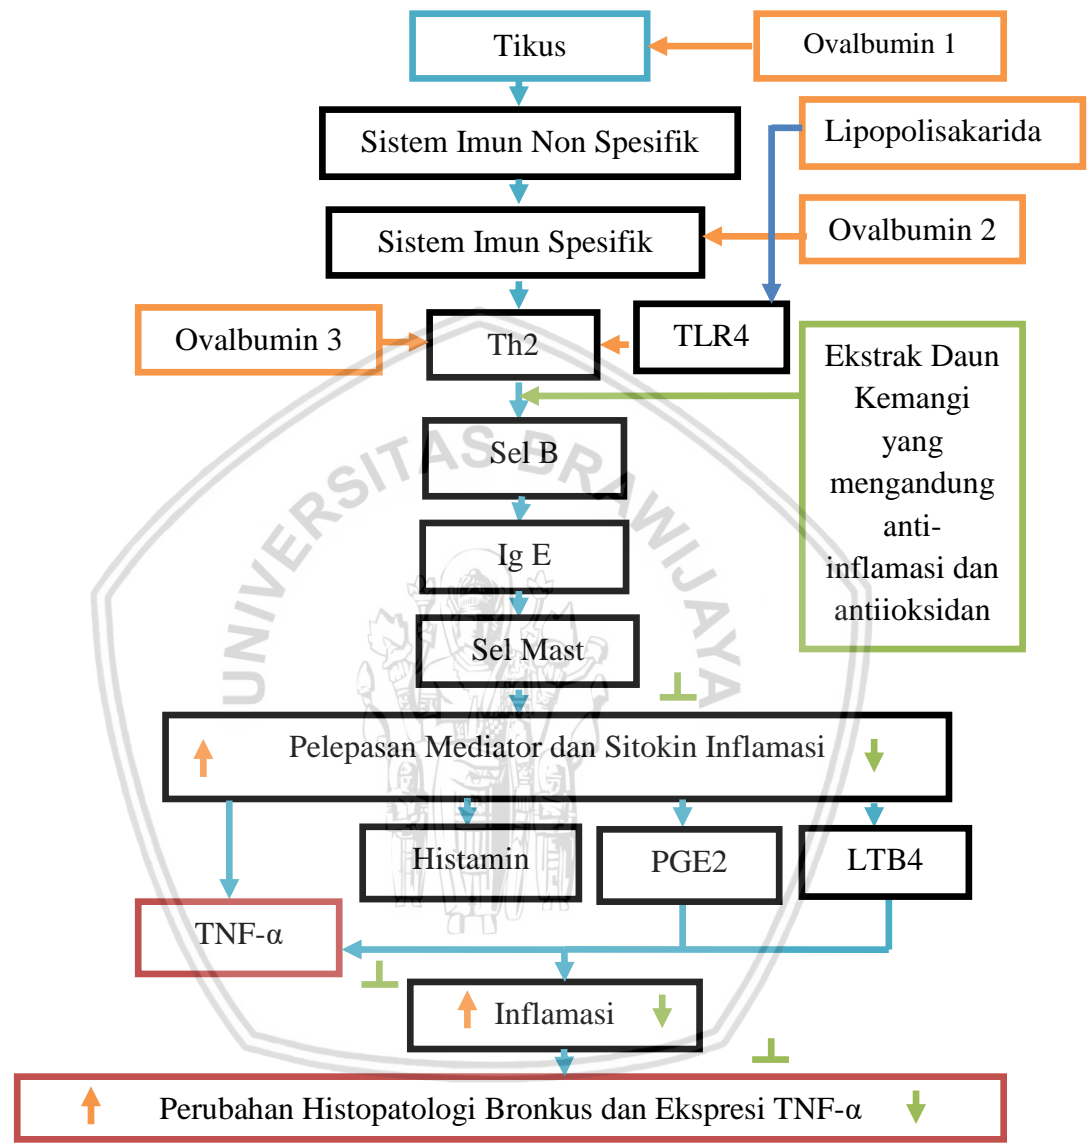 Tikus
Ovalbumin 1
Sistem Imun Non Spesifik
Lipopolisakarida
Sistem Imun Spesifik
Ovalbumin 2
Ovalbumin 3
Th2
TLR4
Ekstrak Daun
Kemangi
yang
mengandung
anti-
inflamasi dan
antiioksidan
Sel B
Ig E
Sel Mast
Pelepasan Mediator dan Sitokin Inflamasi
Histamin
PGE2
LTB4
TNF-α
Inflamasi
Perubahan Histopatologi Bronkus dan Ekspresi TNF-α
UNIVERSITAS BRAWIJAYA